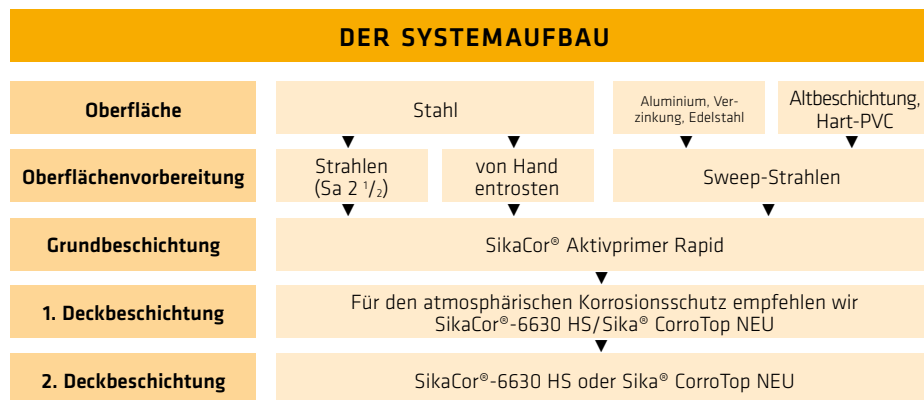 DER SYSTEMAUFBAU
Oberfläche
Stahl
Aluminium, Ver-
zinkung, Edelstahl
Altbeschichtung,
Hart-PVC
Oberflächenvorbereitung
Strahlen
(Sa 2 1/2)
von Hand
entrosten
Sweep-Strahlen
Grundbeschichtung
SikaCor® Aktivprimer Rapid
1. Deckbeschichtung
Für den atmosphärischen Korrosionsschutz empfehlen wir
SikaCor®-6630 HS/Sika® CorroTop NEU
2. Deckbeschichtung
SikaCor®-6630 HS oder Sika® CorroTop NEU